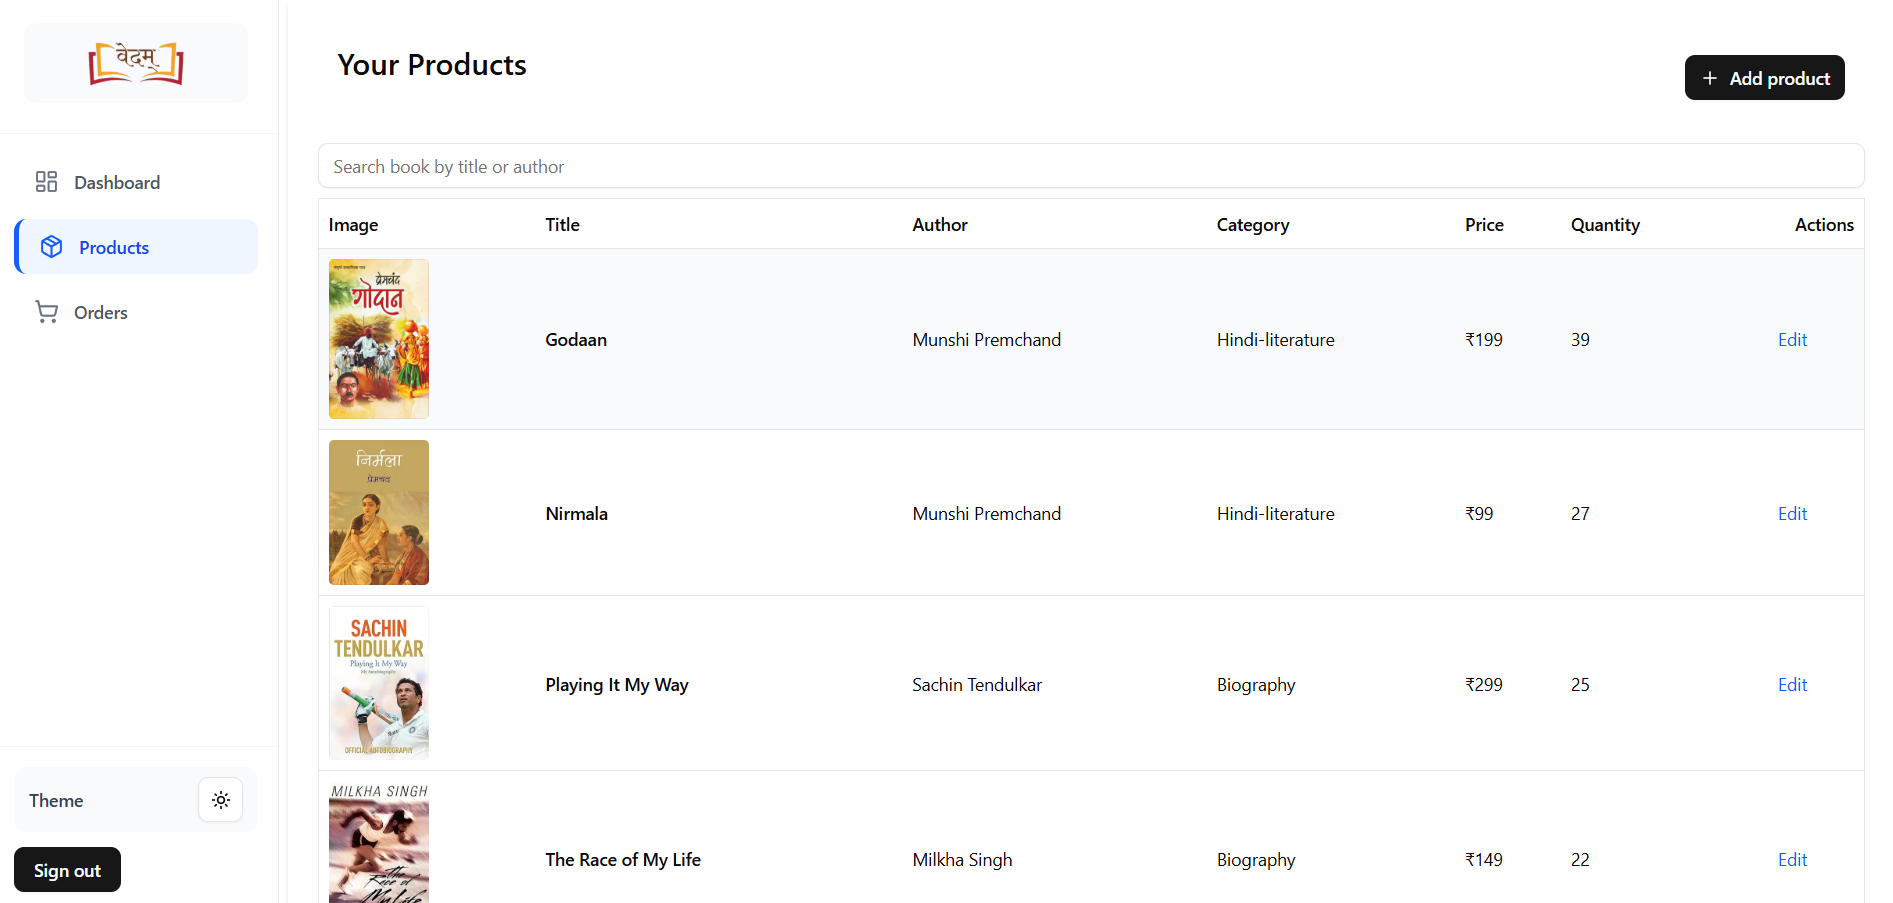 वेदम्
Dashboard
Products
Orders
Theme
Sign out
Your Products
Add product
Search book by title or author
Image Title Author Category Price Quantity Actions
प्रेमचंद
गोदान
Godaan Munshi Premchand Hindi-literature ₹199 39 Edit
निर्मला
प्रेमचंद
Nirmala Munshi Premchand Hindi-literature ₹99 27 Edit
SACHIN
TENDULKAR
Playing It My Way
My Autobiography
OFFICIAL AUTOBIOGRAPHY
Playing It My Way Sachin Tendulkar Biography ₹299 25 Edit
MILKHA SINGH
The
Race of
My Life
The Race of My Life Milkha Singh Biography ₹149 22 Edit